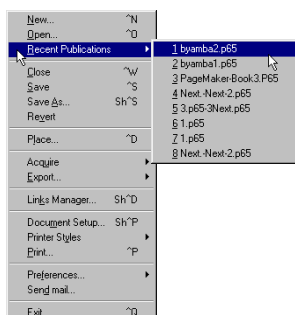 New... ^N
Open... ^O
Recent Publications
Close ^W
Save ^S
Save As... Sh^S
Revert
Place... ^D
Acquire
Export...
Links Manager... Sh^D
Document Setup... Sh^P
Printer Styles
Print... ^P
Preferences...
Send mail...
Exit ^Q
1 byamba2.p65
2 byamba1.p65
3 PageMaker-Book3.P65
4 Next.-Next-2.p65
5 3.p65-3Next.p65
6 1.p65
7 1.p65
8 Next.-Next-2.p65